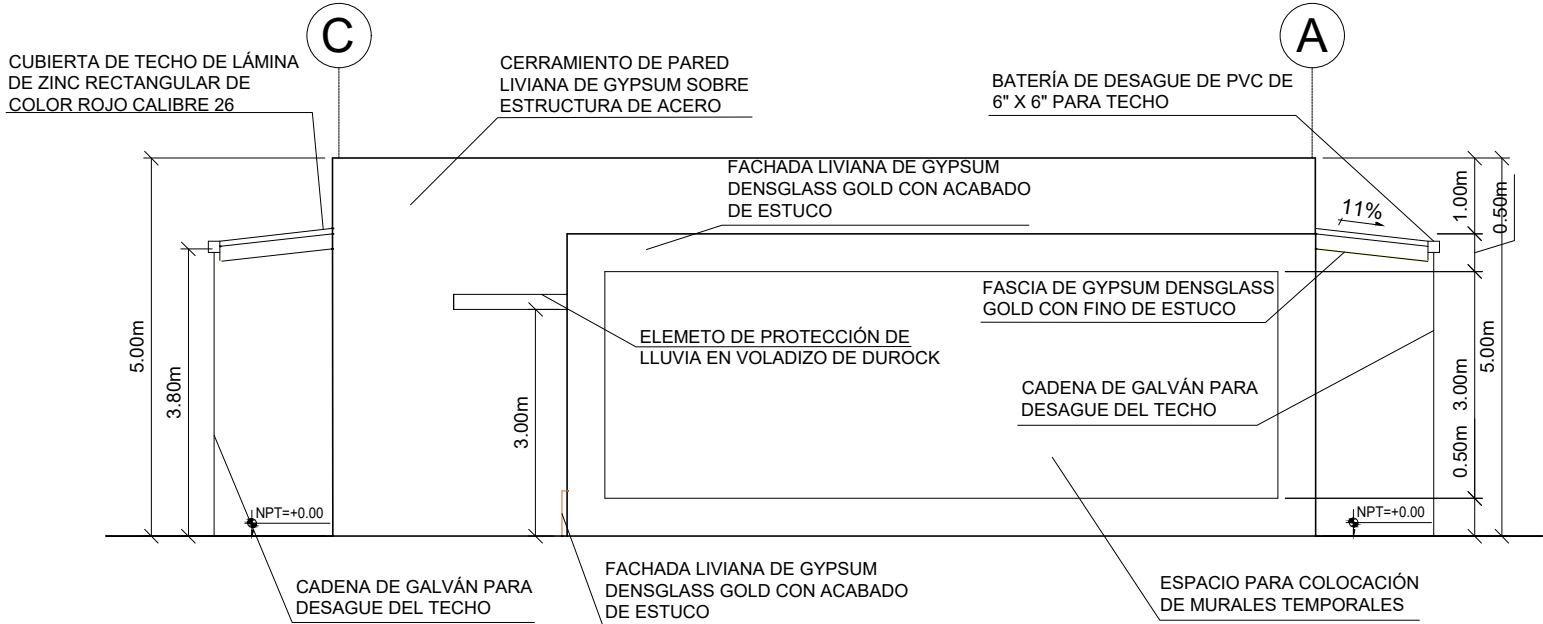 C
A
CUBIERTA DE TECHO DE LÁMINA
DE ZINC RECTANGULAR DE
COLOR ROJO CALIBRE 26
CERRAMIENTO DE PARED
LIVIANA DE GYPSUM SOBRE
ESTRUCTURA DE ACERO
BATERÍA DE DESAGUE DE PVC DE
6" X 6" PARA TECHO
FACHADA LIVIANA DE GYPSUM
DENSGLASS GOLD CON ACABADO
DE ESTUCO
11%
1.00m
0.50m
FASCIA DE GYPSUM DENSGLASS
GOLD CON FINO DE ESTUCO
ELEMETO DE PROTECCIÓN DE
LLUVIA EN VOLADIZO DE DUROCK
5.00m
3.80m
3.00m
CADENA DE GALVÁN PARA
DESAGUE DEL TECHO
3.00m
5.00m
0.50m
NPT=+0.00
NPT=+0.00
CADENA DE GALVÁN PARA
DESAGUE DEL TECHO
FACHADA LIVIANA DE GYPSUM
DENSGLASS GOLD CON ACABADO
DE ESTUCO
ESPACIO PARA COLOCACIÓN
DE MURALES TEMPORALES